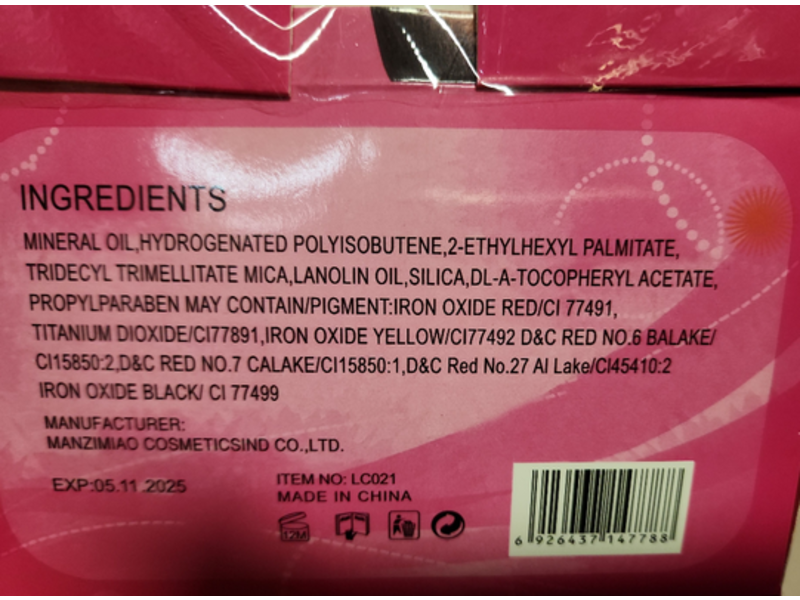 INGREDIENTS
MINERAL OIL,HYDROGENATED POLYISOBUTENE,2-ETHYLHEXYL PALMITATE,
TRIDECYL TRIMELLITATE MICA,LANOLIN OIL,SILICA,DL-A-TOCOPHERYL ACETATE,
PROPYLPARABEN MAY CONTAIN/PIGMENT:IRON OXIDE RED/CI 77491,
TITANIUM DIOXIDE/CI77891,IRON OXIDE YELLOW/CI77492 D&C RED NO.6 BALAKE/
CI15850:2,D&C RED NO.7 CALAKE/CI15850:1,D&C Red No.27 Al Lake/CI45410:2
IRON OXIDE BLACK/ CI 77499
MANUFACTURER:
MANZIMIAO COSMETICSIND CO.,LTD.
EXP:05.11.2025
ITEM NO: LC021
MADE IN CHINA
12M
6 926437 147788